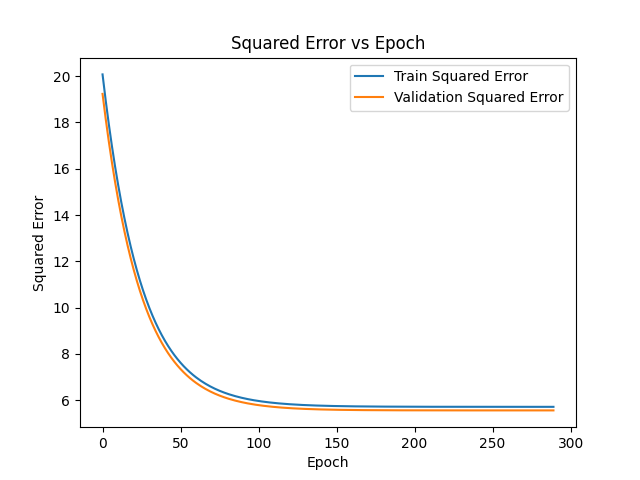 Squared Error vs Epoch
Train Squared Error
Validation Squared Error
Squared Error
20
18
16
14
12
10
8
6
0 50 100 150 200 250 300
Epoch